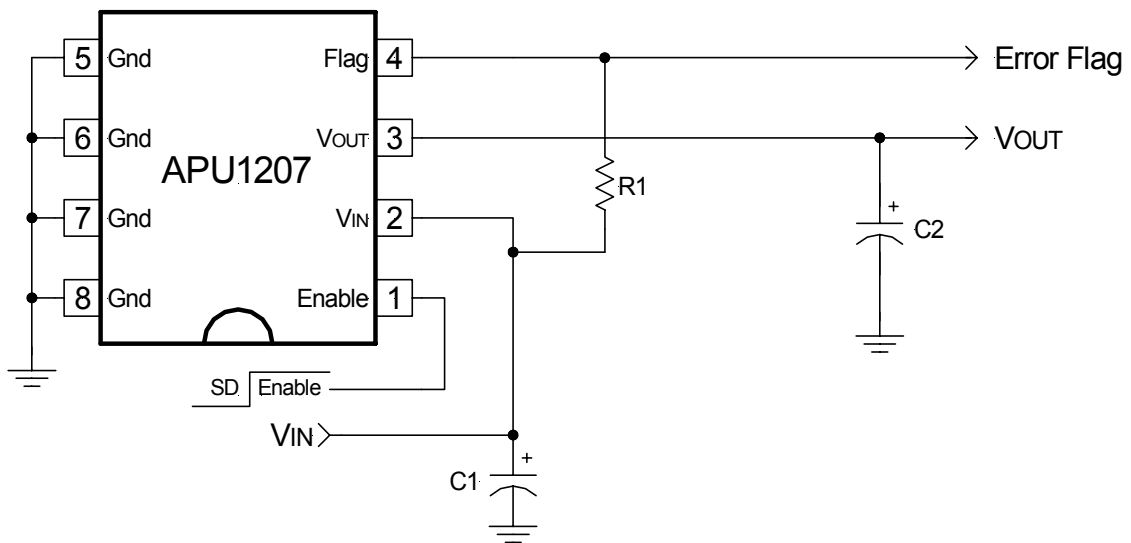 5 Gnd Flag 4 Error Flag
6 Gnd VOUT 3 VOUT
APU1207
R1
7 Gnd VIN 2
+
C2
8 Gnd Enable 1
SD Enable
VIN
+
C1